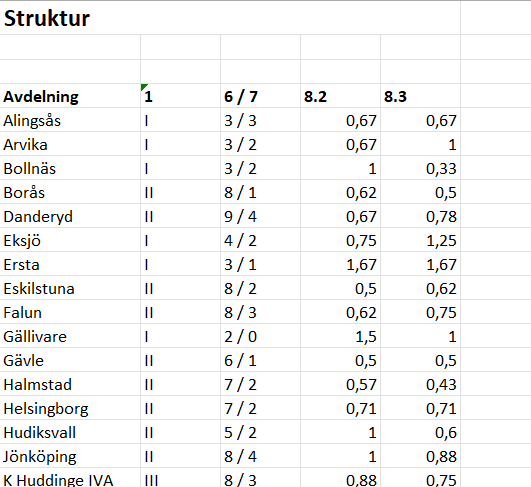 Struktur
Avdelning 1 6 / 7 8.2 8.3
Alingsås I 3 / 3 0,67 0,67
Arvika I 3 / 2 0,67 1
Bollnäs I 3 / 2 1 0,33
Borås II 8 / 1 0,62 0,5
Danderyd II 9 / 4 0,67 0,78
Eksjö I 4 / 2 0,75 1,25
Ersta I 3 / 1 1,67 1,67
Eskilstuna II 8 / 2 0,5 0,62
Falun II 8 / 3 0,62 0,75
Gällivare I 2 / 0 1,5 1
Gävle II 6 / 1 0,5 0,5
Halmstad II 7 / 2 0,57 0,43
Helsingborg II 7 / 2 0,71 0,71
Hudiksvall II 5 / 2 1 0,6
Jönköping II 8 / 4 1 0,88
K Huddinge IVA III 8 / 3 0,88 0,75